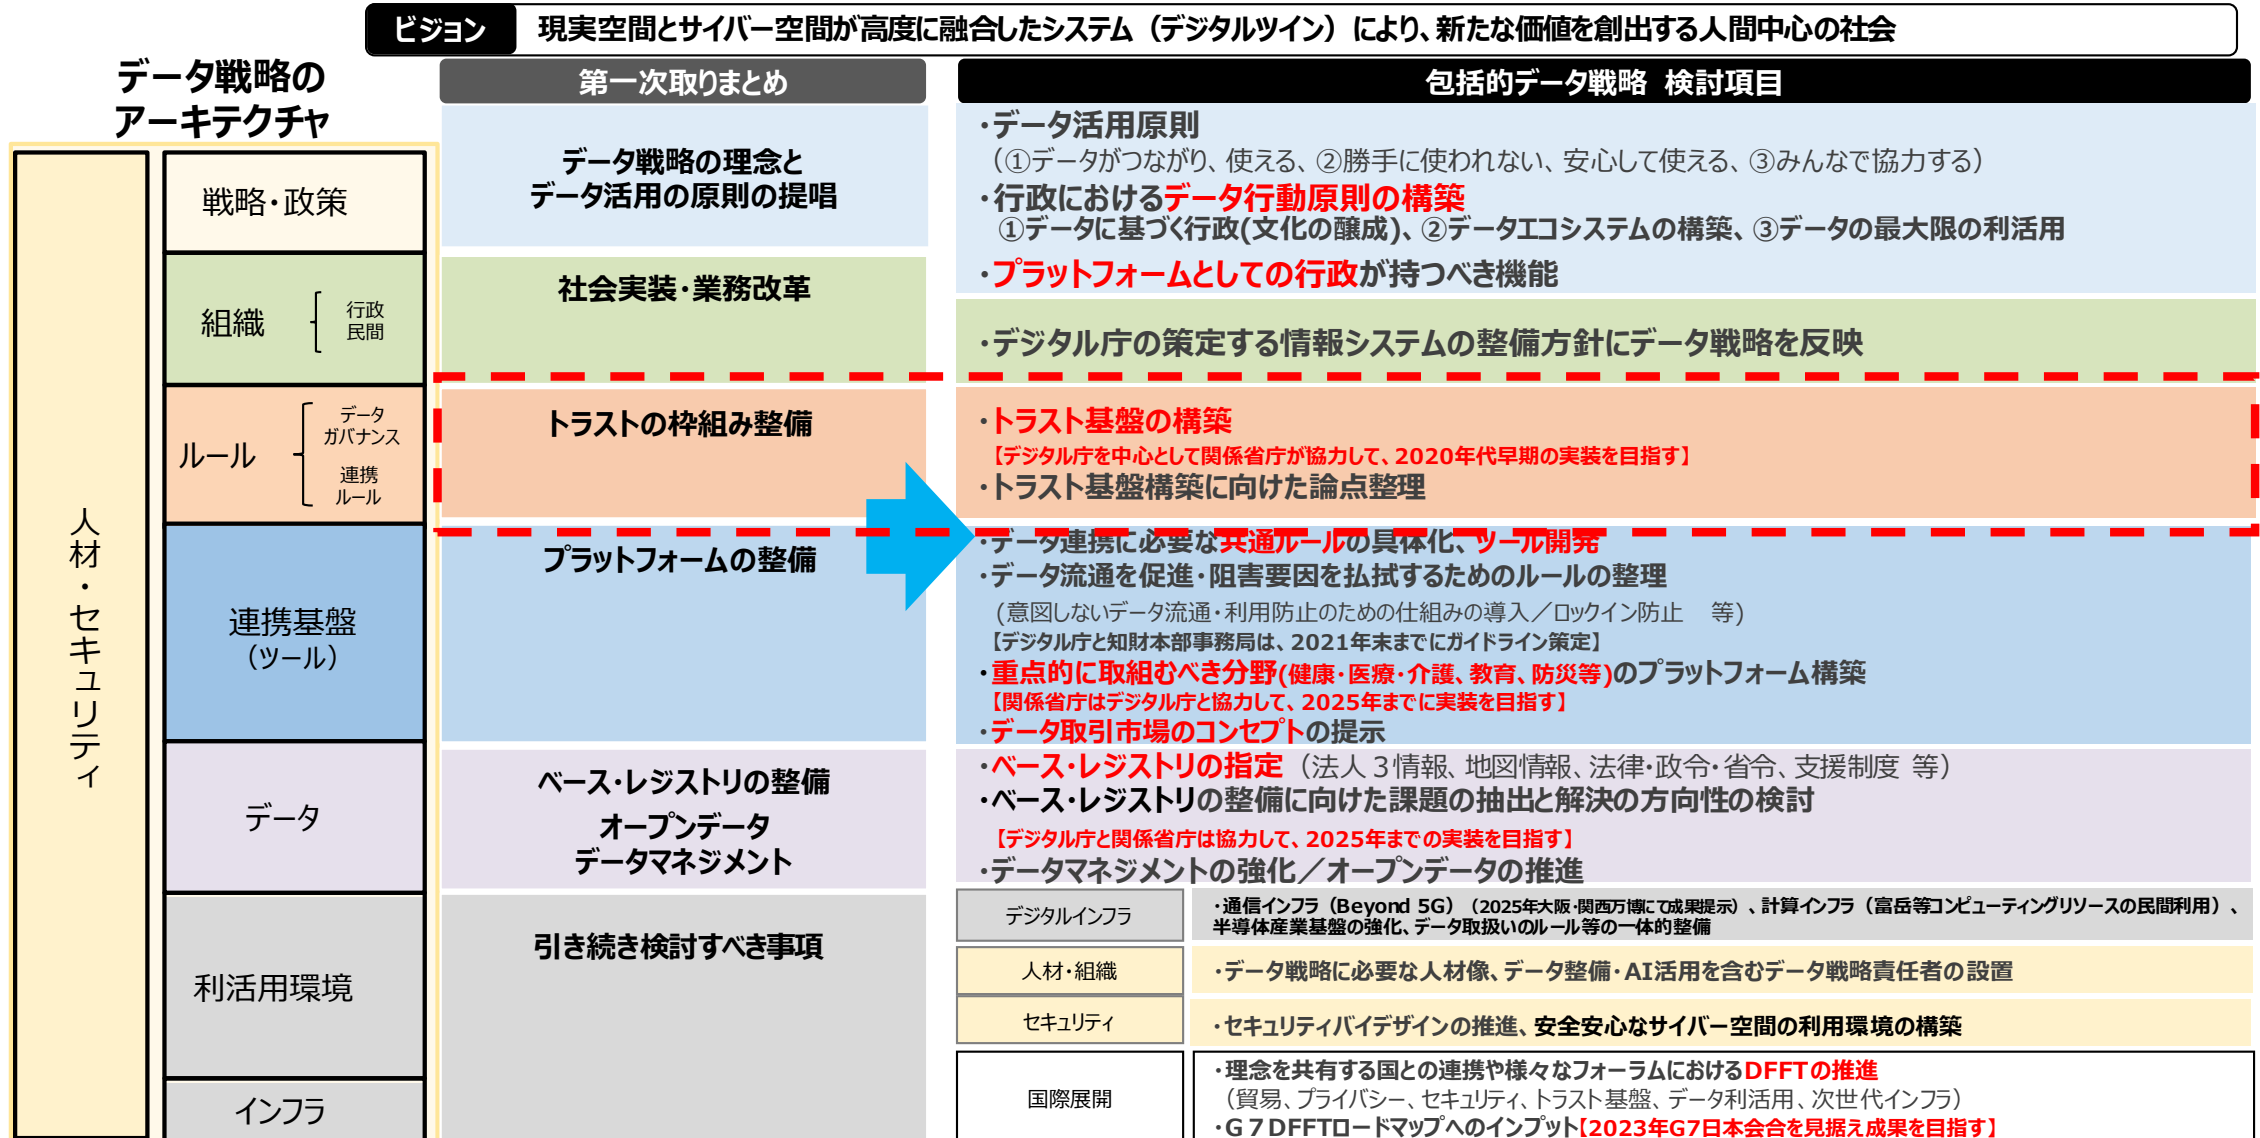 ビジョン 現実空間とサイバー空間が高度に融合したシステム（デジタルツイン）により、新たな価値を創出する人間中心の社会
データ戦略の
アーキテクチャ
人材・セキュリティ
戦略・政策
組織
行政
民間
ルール
データ
ガバナンス
連携
ルール
連携基盤
（ツール）
データ
利活用環境
インフラ
第一次取りまとめ
データ戦略の理念と
データ活用の原則の提唱
社会実装・業務改革
トラストの枠組み整備
プラットフォームの整備
ベース・レジストリの整備
オープンデータ
データマネジメント
引き続き検討すべき事項
包括的データ戦略 検討項目
・データ活用原則
（①データがつながり、使える、②勝手に使われない、安心して使える、③みんなで協力する）
・行政におけるデータ行動原則の構築
①データに基づく行政(文化の醸成)、②データエコシステムの構築、③データの最大限の利活用
・プラットフォームとしての行政が持つべき機能
・デジタル庁の策定する情報システムの整備方針にデータ戦略を反映
・トラスト基盤の構築
【デジタル庁を中心として関係省庁が協力して、2020年代早期の実装を目指す】
・トラスト基盤構築に向けた論点整理
・データ連携に必要な共通ルールの具体化、ツール開発
・データ流通を促進・阻害要因を払拭するためのルールの整理
(意図しないデータ流通・利用防止のための仕組みの導入／ロックイン防止 等)
【デジタル庁と知財本部事務局は、2021年末までにガイドライン策定】
・重点的に取組むべき分野(健康・医療・介護、教育、防災等)のプラットフォーム構築
【関係省庁はデジタル庁と協力して、2025年までに実装を目指す】
・データ取引市場のコンセプトの提示
・ベース・レジストリの指定（法人３情報、地図情報、法律・政令・省令、支援制度 等）
・ベース・レジストリの整備に向けた課題の抽出と解決の方向性の検討
【デジタル庁と関係省庁は協力して、2025年までの実装を目指す】
・データマネジメントの強化／オープンデータの推進
デジタルインフラ
・通信インフラ（Beyond 5G）（2025年大阪・関西万博にて成果提示）、計算インフラ（富岳等コンピューティングリソースの民間利用）、
半導体産業基盤の強化、データ取扱いのルール等の一体的整備
人材・組織
・データ戦略に必要な人材像、データ整備・AI活用を含むデータ戦略責任者の設置
セキュリティ
・セキュリティバイデザインの推進、安全安心なサイバー空間の利用環境の構築
国際展開
・理念を共有する国との連携や様々なフォーラムにおけるDFFTの推進
（貿易、プライバシー、セキュリティ、トラスト基盤、データ利活用、次世代インフラ）
・G７DFFTロードマップへのインプット【2023年G7日本会合を見据え成果を目指す】